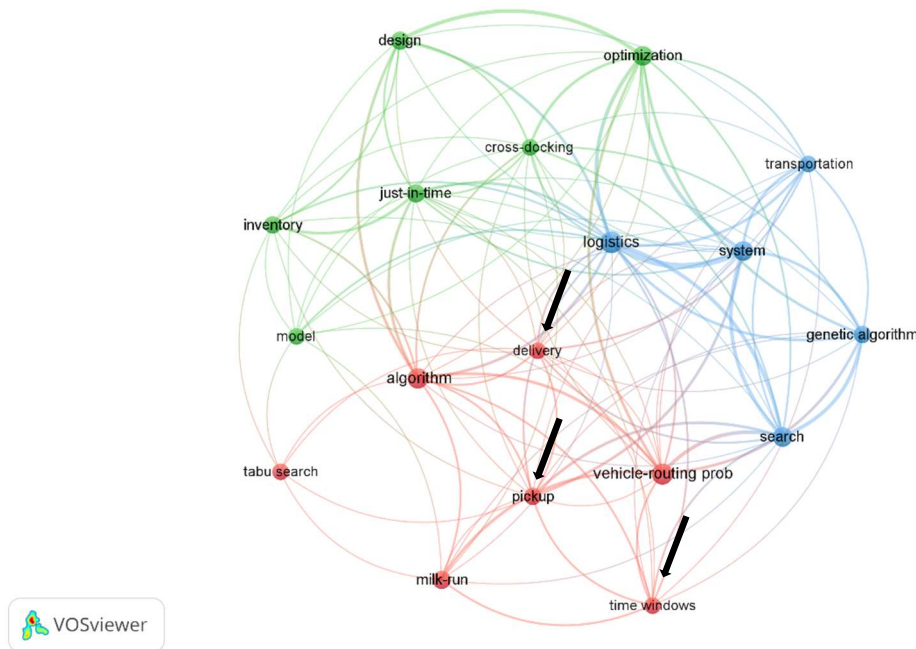 design
optimization
cross-docking
transportation
just-in-time
inventory
logistics
system
model
delivery
genetic algorithm
algorithm
search
tabu search
vehicle-routing prob
pickup
milk-run
time windows
VOSviewer